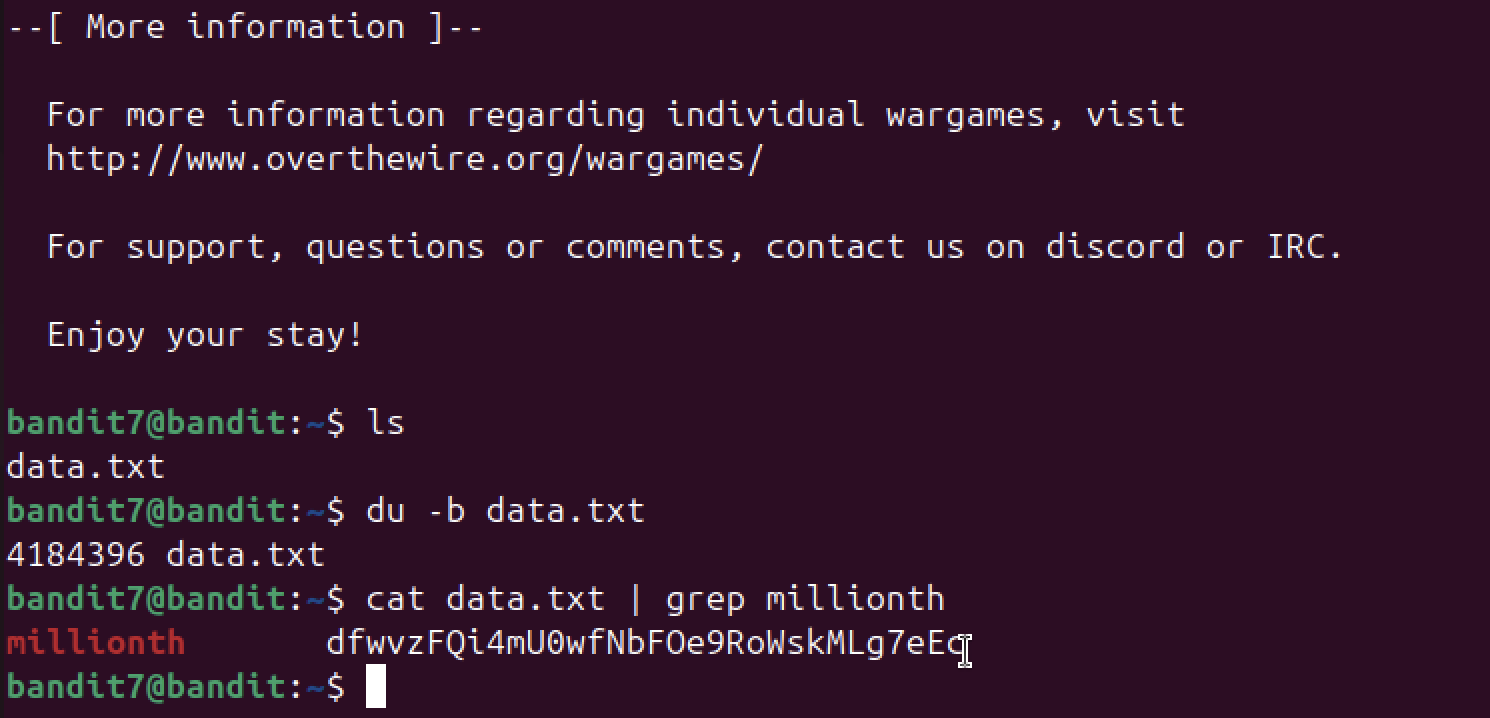 --[ More information ]--
For more information regarding individual wargames, visit
http://www.overthewire.org/wargames/
For support, questions or comments, contact us on discord or IRC.
Enjoy your stay!
bandit7@bandit:~$ ls
data.txt
bandit7@bandit:~$ du -b data.txt
4184396 data.txt
bandit7@bandit:~$ cat data.txt | grep millionth
millionth
bandit7@bandit:~$